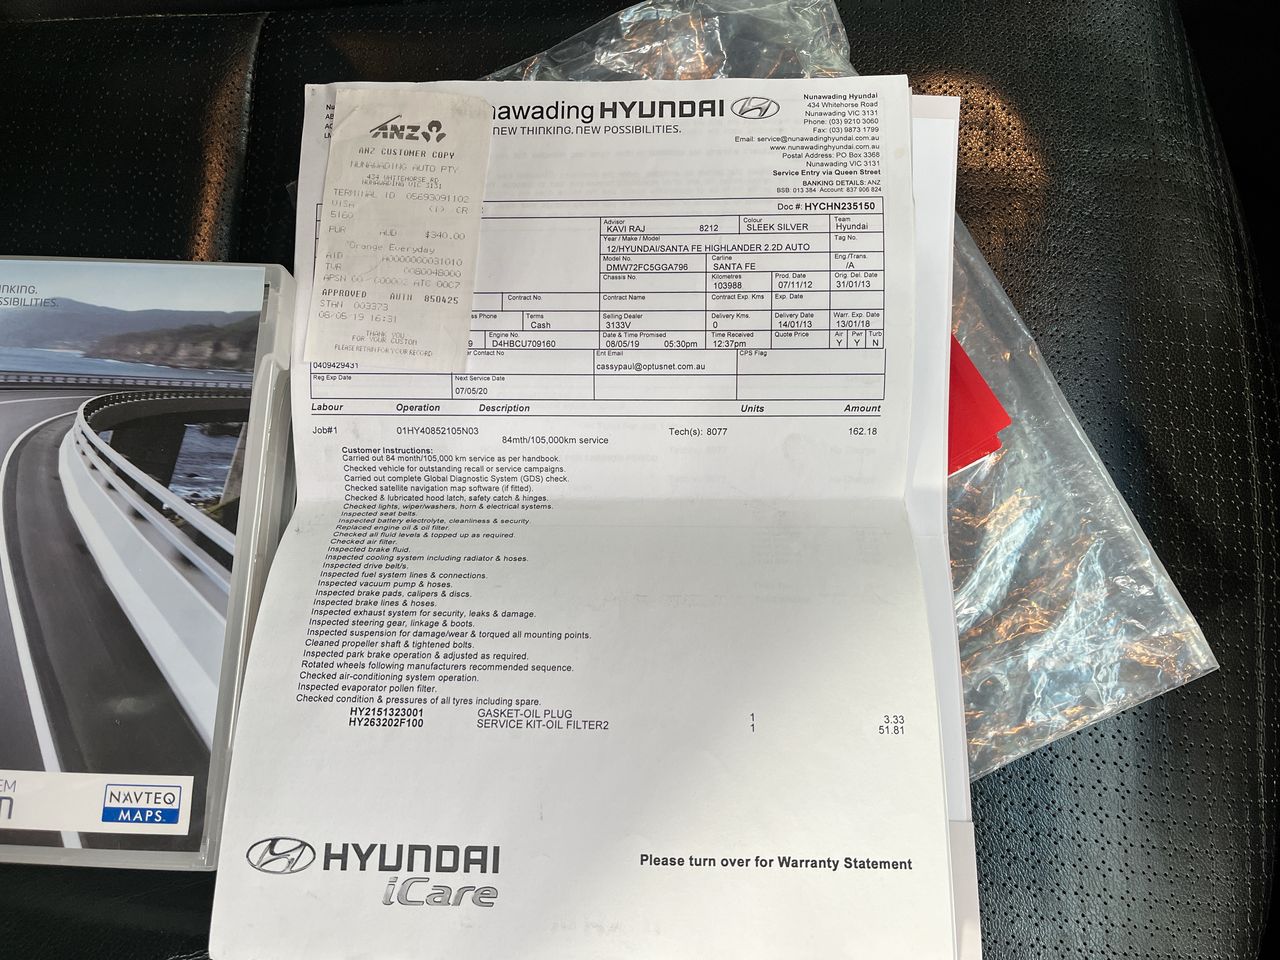 nawading HYUNDAI
NEW THINKING. NEW POSSIBILITIES.
Nunawading Hyundai
434 Whitehorse Road
Nunawading VIC 3131
Phone: (03) 9210 3060
Fax: (03) 9873 1799
Email: service@nunawadinghyundai.com.au
www.nunawadinghyundai.com.au
Postal Address: PO Box 3368
Nunawading VIC 3131
Service Entry via Queen Street
BANKING DETAILS: ANZ
BSB: 013 384 Account: 837 906 824
Doc #: HYCHN235150
ANZ
ANZ CUSTOMER COPY
NUNAWADING AUTO PTY
434 WHITEHORSE RD
NUNAWADING VIC 3131
TERMINAL ID 05693091102
VISA
5160 CR
PUR AUD $340.00
Orange Everyday
AID A0000000031010
TVR 0080048000
APPROVED AUTH 850425
STAN 003373
08/05/19 16:31
THANK YOU
FOR YOUR CUSTOM
PLEASE RETAIN FOR YOUR RECORD
Advisor Colour Team
KAVI RAJ 8212 SLEEK SILVER Hyundai
Year / Make / Model Tag No.
12/HYUNDAI/SANTA FE HIGHLANDER 2.2D AUTO
Model No. Carline Eng./Trans.
DMW72FC5GGA796 SANTA FE /A
Chassis No. Kilometres Prod. Date Orig. Del. Date
103988 07/11/12 31/01/13
Contract No. Contract Name Contract Exp. Kms Exp. Date
Phone Terms Selling Dealer Delivery Kms. Delivery Date Warr. Exp. Date
Cash 3133V 0 14/01/13 13/01/18
Engine No. Date & Time Promised Time Received Quote Price Air Pwr Turb
9 D4HBCU709160 08/05/19 05:30pm 12:37pm Y Y N
Contact No Ent Email CPS Flag
0409429431 cassypaul@optusnet.com.au
Reg Exp Date Next Service Date
07/05/20
Labour Operation Description Units Amount
Job#1 01HY40852105N03 Tech(s): 8077 162.18
84mth/105,000km service
Customer Instructions:
Carried out 84 month/105,000 km service as per handbook.
Checked vehicle for outstanding recall or service campaigns.
Carried out complete Global Diagnostic System (GDS) check.
Checked satellite navigation map software (if fitted).
Checked & lubricated hood latch, safety catch & hinges.
Checked lights, wiper/washers, horn & electrical systems.
Inspected seat belts.
Inspected battery electrolyte, cleanliness & security.
Replaced engine oil & oil filter.
Checked all fluid levels & topped up as required.
Checked air filter.
Inspected brake fluid.
Inspected cooling system including radiator & hoses.
Inspected drive belt/s.
Inspected fuel system lines & connections.
Inspected vacuum pump & hoses.
Inspected brake pads, calipers & discs.
Inspected brake lines & hoses.
Inspected exhaust system for security, leaks & damage.
Inspected steering gear, linkage & boots.
Inspected suspension for damage/wear & torqued all mounting points.
Cleaned propeller shaft & tightened bolts.
Inspected park brake operation & adjusted as required.
Rotated wheels following manufacturers recommended sequence.
Checked air-conditioning system operation.
Inspected evaporator pollen filter.
Checked condition & pressures of all tyres including spare.
HY2151323001 GASKET-OIL PLUG 1 3.33
HY263202F100 SERVICE KIT-OIL FILTER2 1 51.81
HYUNDAI
iCare
Please turn over for Warranty Statement
NKING.
SSIBILITIES.
EM
NAVTEQ
MAPS